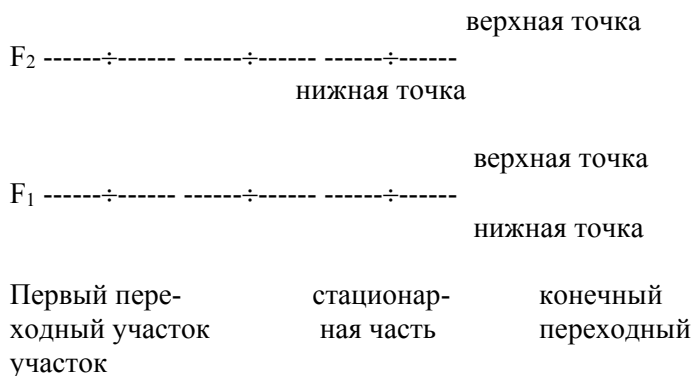 верхная точка
F₂ ------÷------ ------÷------ ------÷------
нижная точка
верхная точка
F₁ ------÷------ ------÷------ ------÷------
нижная точка
Первый пере- стационар- конечный
ходный участок ная часть переходный
участок